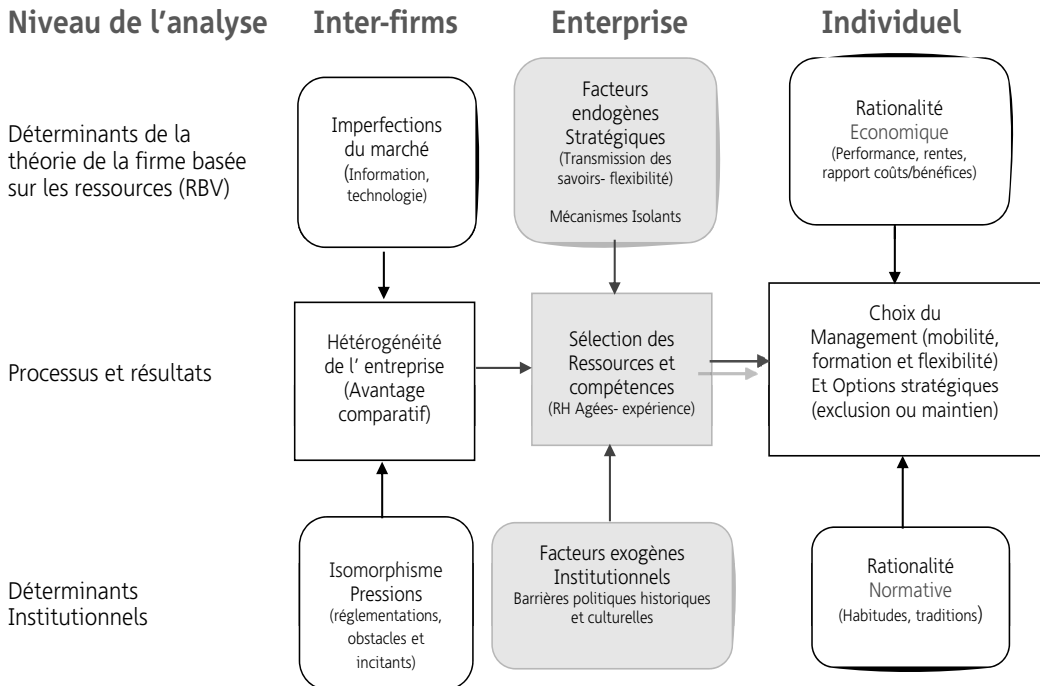 Niveau de l'analyse
Inter-firms
Enterprise
Individuel
Déterminants de la
théorie de la firme basée
sur les ressources (RBV)
Imperfections
du marché
(Information,
technologie)
Facteurs
endogènes
Stratégiques
(Transmission des
savoirs- flexibilité)
Mécanismes Isolants
Rationalité
Economique
(Performance, rentes,
rapport coûts/bénéfices)
Processus et résultats
Hétérogénéité
de l' entreprise
(Avantage
comparatif)
Sélection des
Ressources et
compétences
(RH Agées- expérience)
Choix du
Management (mobilité,
formation et flexibilité)
Et Options stratégiques
(exclusion ou maintien)
Déterminants
Institutionnels
Isomorphisme
Pressions
(réglementations,
obstacles et
incitants)
Facteurs exogènes
Institutionnels
Barrières politiques historiques
et culturelles
Rationalité
Normative
(Habitudes, traditions)